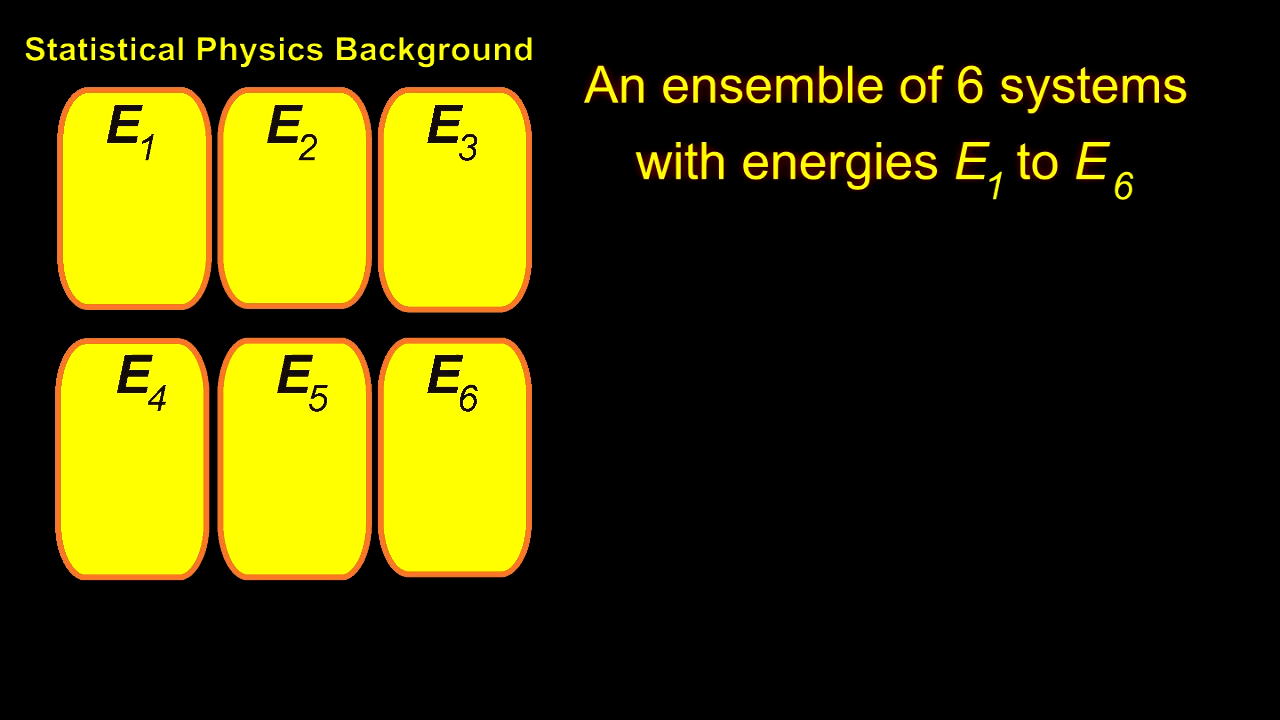 Statistical Physics Background
An ensemble of 6 systems
with energies E1 to E6
E1 E2 E3
E4 E5 E6